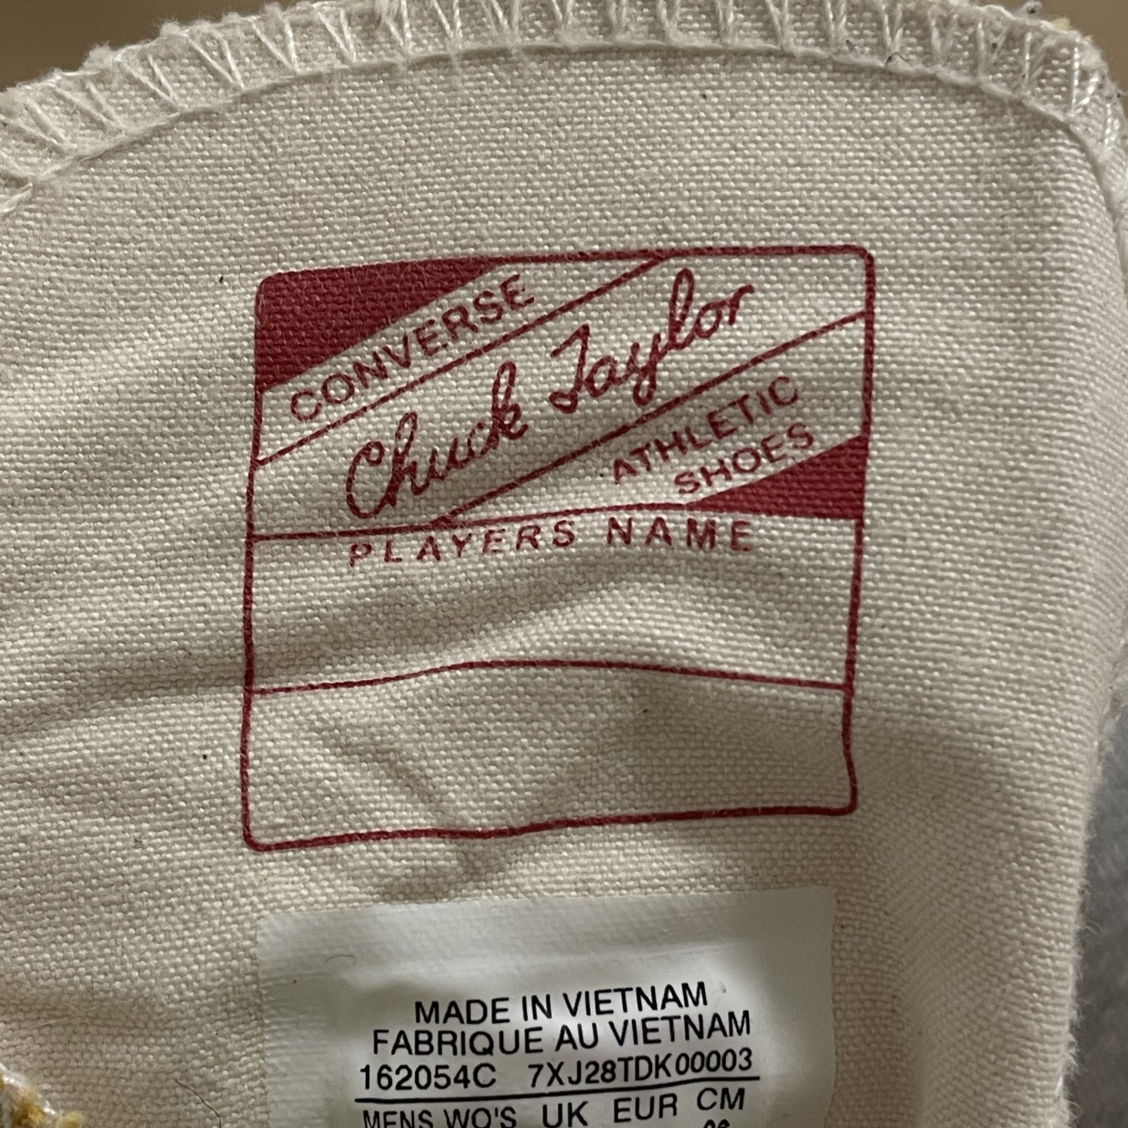 CONVERSE
Chuck Taylor
ATHLETIC
SHOES
PLAYERS NAME
MADE IN VIETNAM
FABRIQUE AU VIETNAM
162054C 7XJ28TDK00003
MENS WO'S UK EUR CM